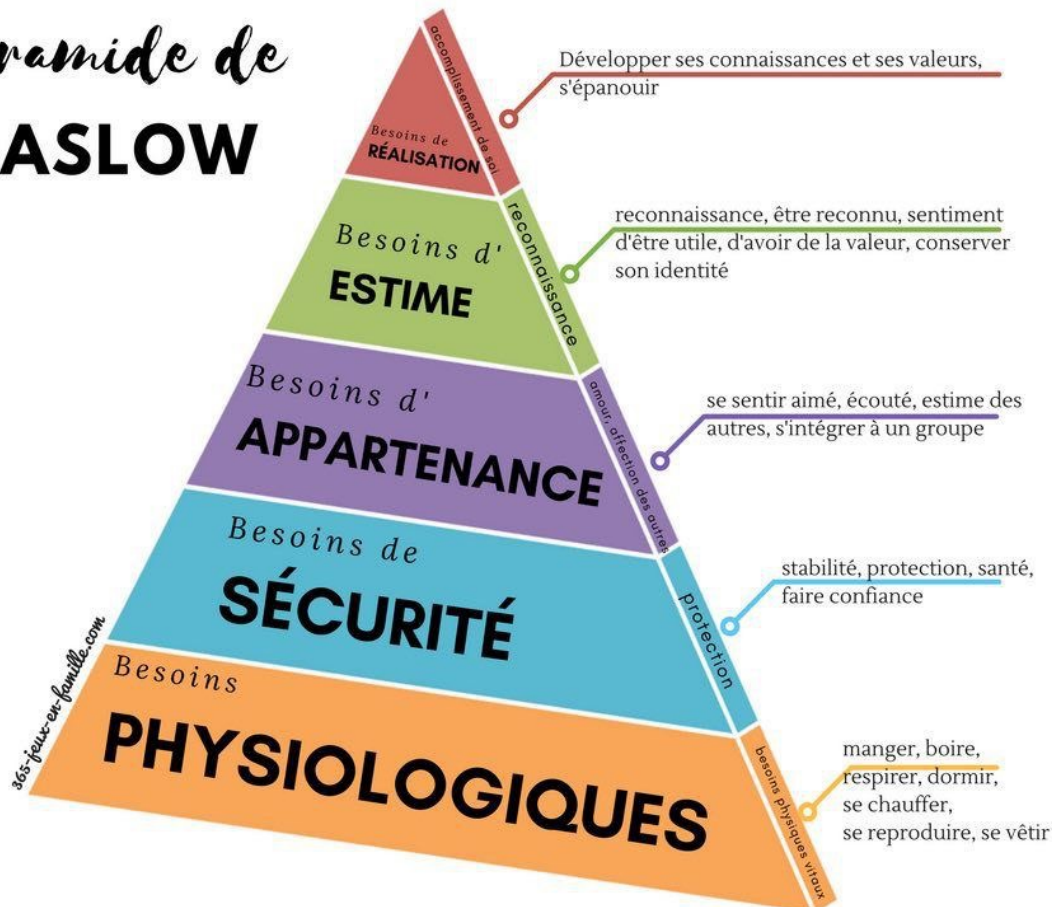 ramide de
ASLOW
accomplissement de soi
Besoins de
RÉALISATION
Développer ses connaissances et ses valeurs,
s'épanouir
Besoins d'
ESTIME
reconnaissance
reconnaissance, être reconnu, sentiment
d'être utile, d'avoir de la valeur, conserver
son identité
Besoins d'
APPARTENANCE
amour, affection des autres
se sentir aimé, écouté, estime des
autres, s'intégrer à un groupe
Besoins de
SÉCURITÉ
protection
stabilité, protection, santé,
faire confiance
Besoins
PHYSIOLOGIQUES
besoins physiques vitaux
manger, boire,
respirer, dormir,
se chauffer,
se reproduire, se vêtir
365-jeux-en-famille.com